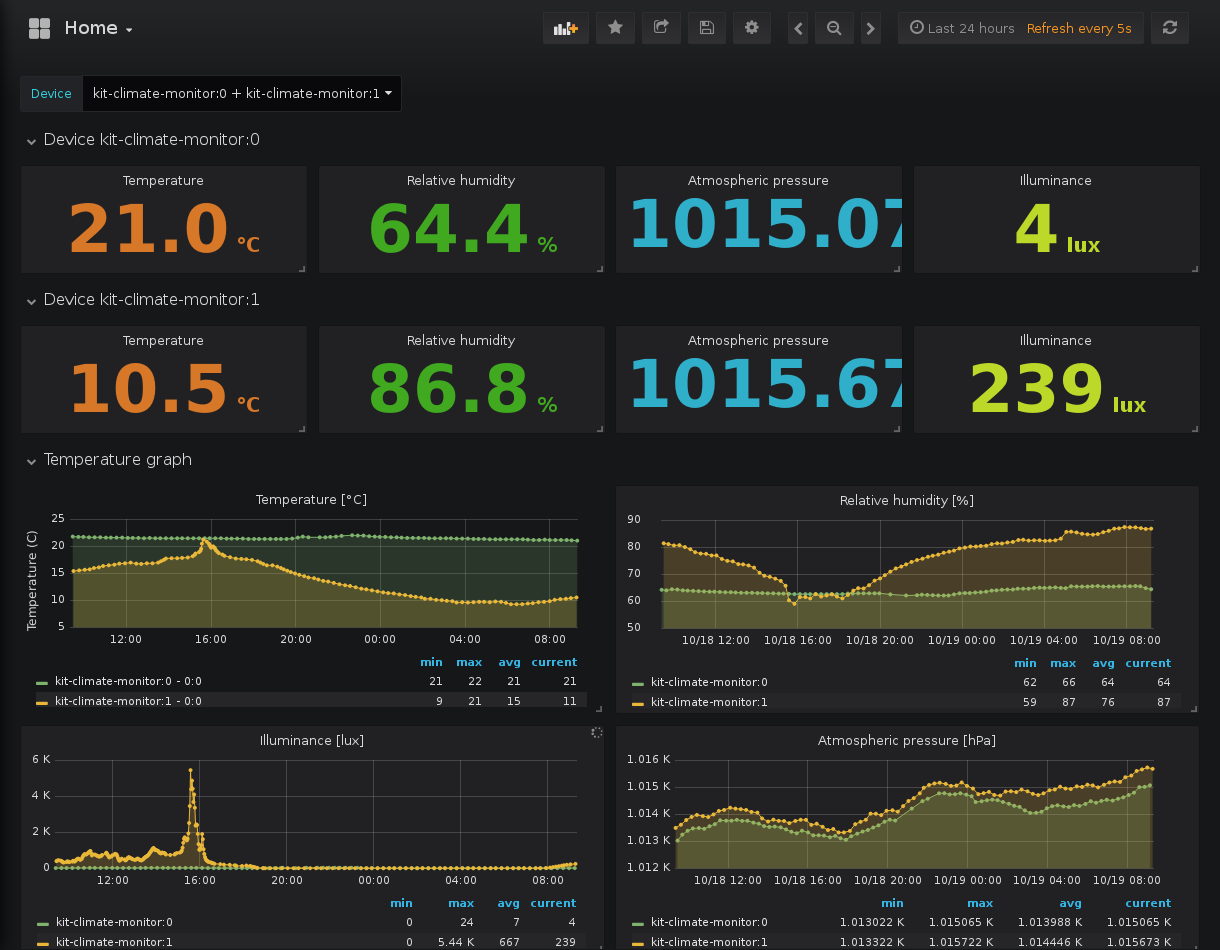 Home
Last 24 hours Refresh every 5s
Device kit-climate-monitor:0 + kit-climate-monitor:1
Device kit-climate-monitor:0
Temperature Relative humidity Atmospheric pressure Illuminance
21.0 °C 64.4 % 1015.07 4 lux
Device kit-climate-monitor:1
Temperature Relative humidity Atmospheric pressure Illuminance
10.5 °C 86.8 % 1015.67 239 lux
Temperature graph
Temperature [°C]
Temperature (C)
25
20
15
10
5
12:00 16:00 20:00 00:00 04:00 08:00
min max avg current
kit-climate-monitor:0 - 0:0 21 22 21 21
kit-climate-monitor:1 - 0:0 9 21 15 11
Relative humidity [%]
90
80
70
60
50
10/18 12:00 10/18 16:00 10/18 20:00 10/19 00:00 10/19 04:00 10/19 08:00
min max avg current
kit-climate-monitor:0 62 66 64 64
kit-climate-monitor:1 59 87 76 87
Illuminance [lux]
6 K
4 K
2 K
0
12:00 16:00 20:00 00:00 04:00 08:00
min max avg current
kit-climate-monitor:0 0 24 7 4
kit-climate-monitor:1 0 5.44 K 667 239
Atmospheric pressure [hPa]
1.016 K
1.015 K
1.014 K
1.013 K
1.012 K
10/18 12:00 10/18 16:00 10/18 20:00 10/19 00:00 10/19 04:00 10/19 08:00
min max avg current
kit-climate-monitor:0 1.013022 K 1.015065 K 1.013988 K 1.015065 K
kit-climate-monitor:1 1.013322 K 1.015722 K 1.014446 K 1.015673 K